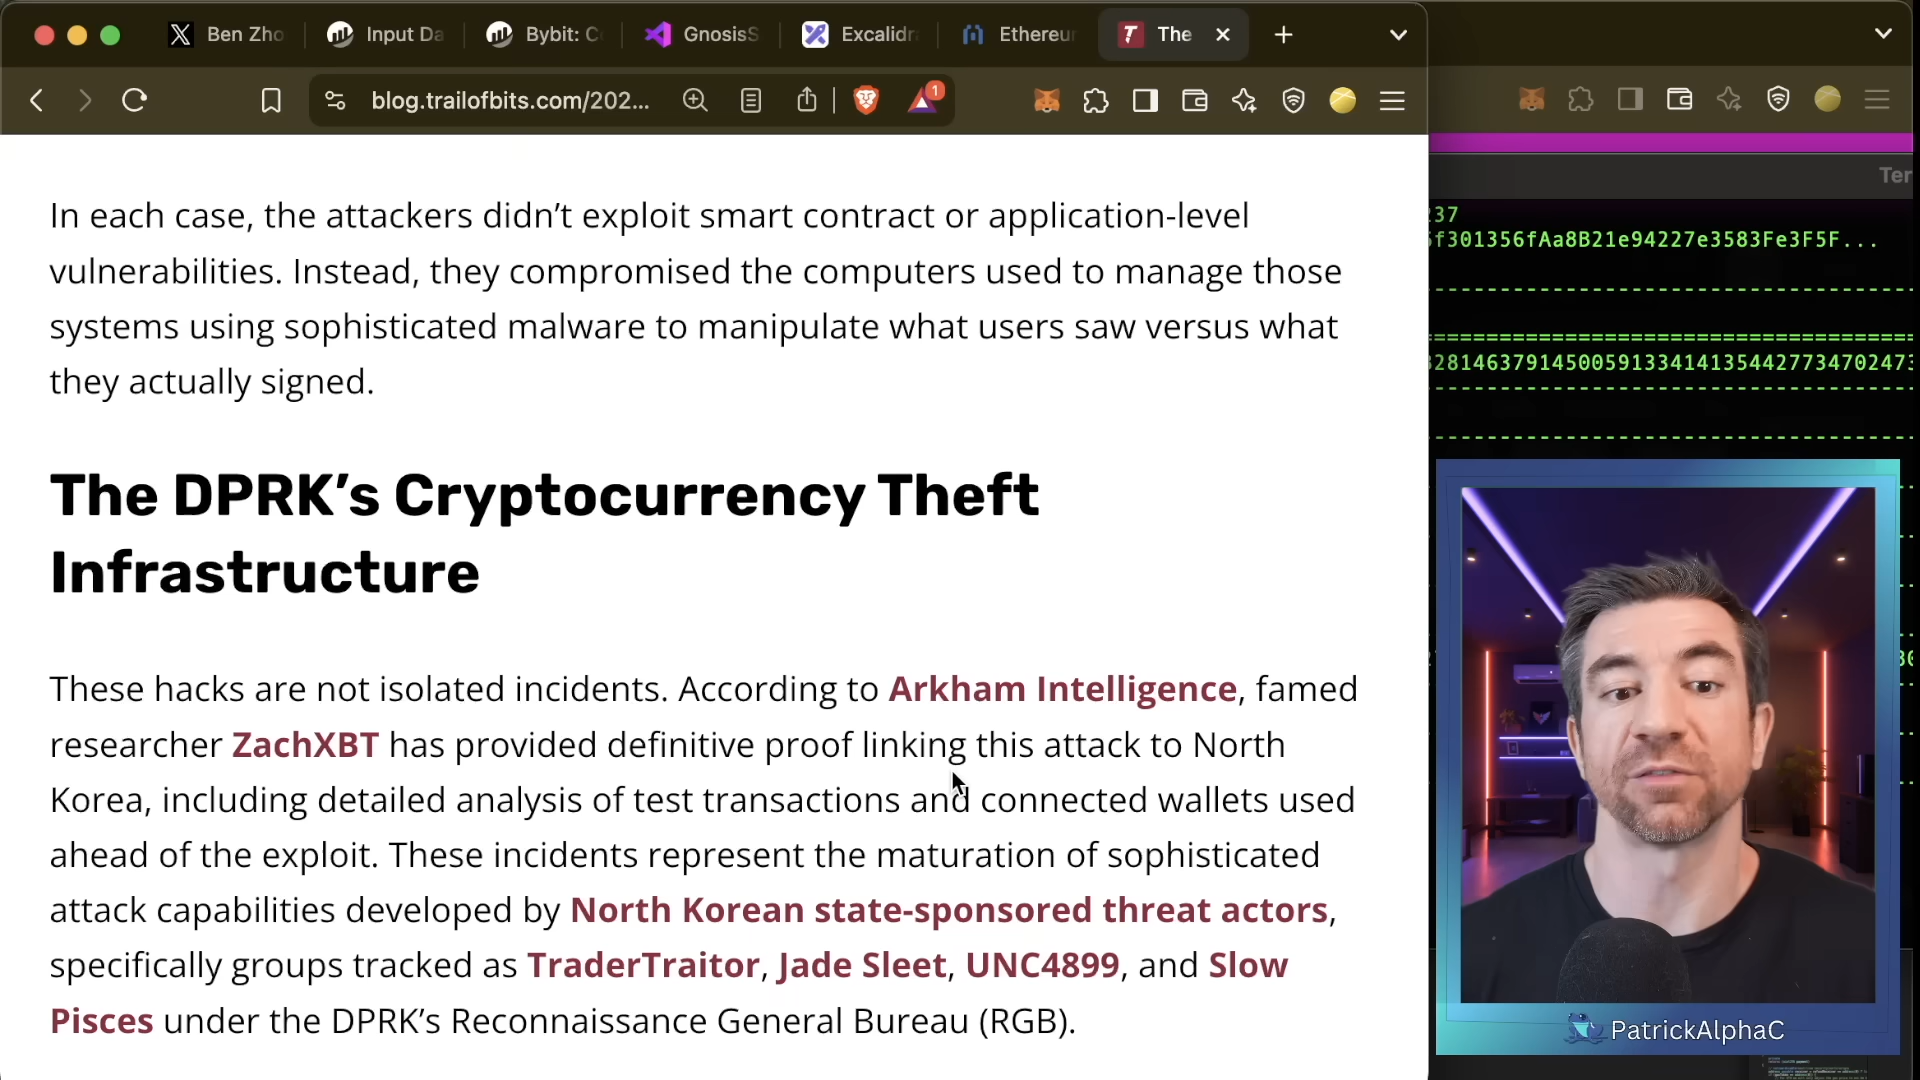 Ben Zho
Input Da
Bybit: C
GnosisS
Excalidr
Ethereu
The
blog.trailofbits.com/202...
1
In each case, the attackers didn’t exploit smart contract or application-level
vulnerabilities. Instead, they compromised the computers used to manage those
systems using sophisticated malware to manipulate what users saw versus what
they actually signed.
The DPRK’s Cryptocurrency Theft
Infrastructure
These hacks are not isolated incidents. According to Arkham Intelligence, famed
researcher ZachXBT has provided definitive proof linking this attack to North
Korea, including detailed analysis of test transactions and connected wallets used
ahead of the exploit. These incidents represent the maturation of sophisticated
attack capabilities developed by North Korean state-sponsored threat actors,
specifically groups tracked as TraderTraitor, Jade Sleet, UNC4899, and Slow
Pisces under the DPRK’s Reconnaissance General Bureau (RGB).
Ter
37
f301356fAa8B21e94227e3583Fe3F5F...
PatrickAlphaC